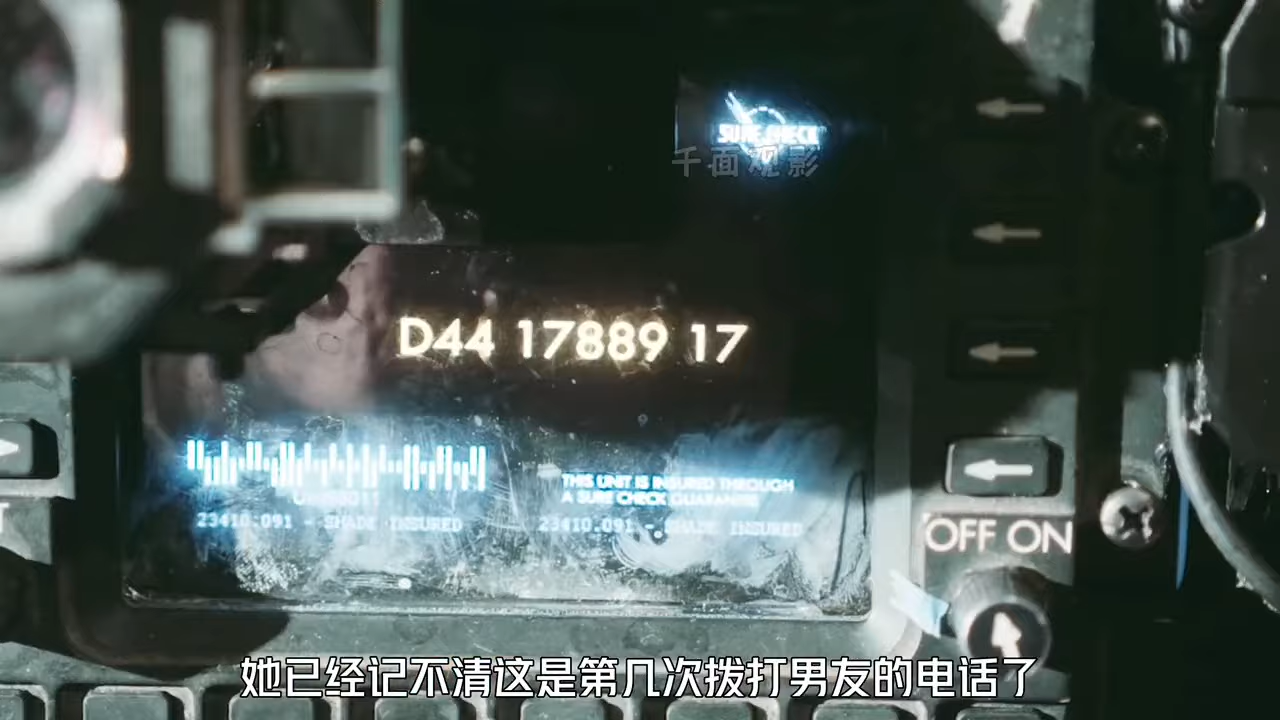 SURE CHECK
千面观影
D44 17889 17
THIS UNIT IS INSURED THROUGH
A SURE CHECK GUARANTEE
23410.091 - SHADE INSURED
23410.091 - SHADE INSURED
OFF ON
她已经记不清这是第几次拨打男友的电话了